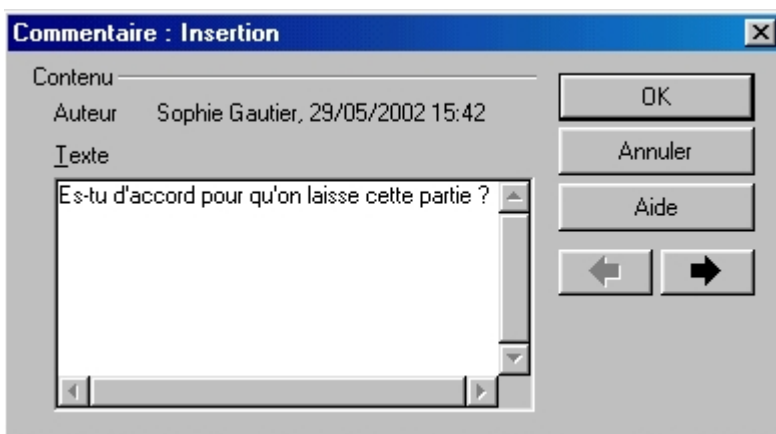 Commentaire : Insertion
Contenu
Auteur Sophie Gautier, 29/05/2002 15:42
Texte
Es-tu d'accord pour qu'on laisse cette partie ?
OK
Annuler
Aide